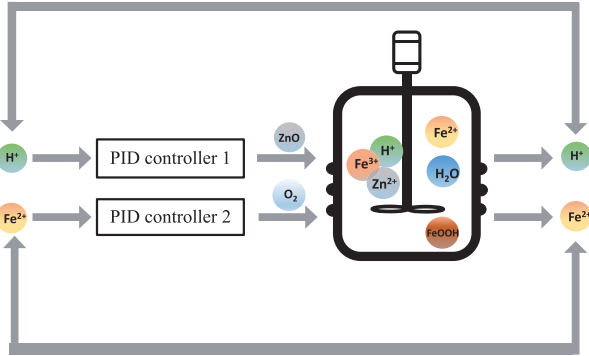 ZnO
H⁺
PID controller 1
Fe³⁺
H⁺
Zn²⁺
Fe²⁺
H₂O
H⁺
Fe²⁺
PID controller 2
O₂
FeOOH
Fe²⁺